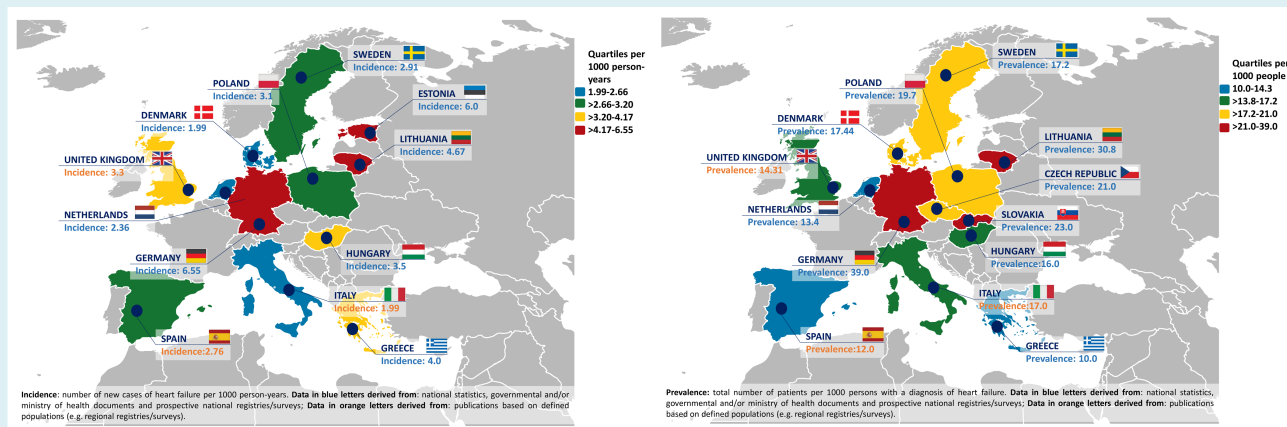 SWEDEN
Incidence: 2.91
POLAND
Incidence: 3.1
ESTONIA
Incidence: 6.0
DENMARK
Incidence: 1.99
LITHUANIA
Incidence: 4.67
UNITED KINGDOM
Incidence: 3.3
NETHERLANDS
Incidence: 2.36
GERMANY
Incidence: 6.55
HUNGARY
Incidence: 3.5
ITALY
Incidence: 1.99
SPAIN
Incidence:2.76
GREECE
Incidence: 4.0
Quartiles per
1000 person-
years
1.99-2.66
>2.66-3.20
>3.20-4.17
>4.17-6.55
Incidence: number of new cases of heart failure per 1000 person-years. Data in blue letters derived from: national statistics, governmental and/or
ministry of health documents and prospective national registries/surveys; Data in orange letters derived from: publications based on defined
populations (e.g. regional registries/surveys).
SWEDEN
Prevalence: 17.2
POLAND
Prevalence: 19.7
DENMARK
Prevalence: 17.44
LITHUANIA
Prevalence: 30.8
UNITED KINGDOM
Prevalence: 14.31
CZECH REPUBLIC
Prevalence: 21.0
NETHERLANDS
Prevalence: 13.4
SLOVAKIA
Prevalence: 23.0
GERMANY
Prevalence: 39.0
HUNGARY
Prevalence:16.0
ITALY
Prevalence:17.0
SPAIN
Prevalence:12.0
GREECE
Prevalence: 10.0
Quartiles per
1000 people
10.0-14.3
>13.8-17.2
>17.2-21.0
>21.0-39.0
Prevalence: total number of patients per 1000 persons with a diagnosis of heart failure. Data in blue letters derived from: national statistics,
governmental and/or ministry of health documents and prospective national registries/surveys; Data in orange letters derived from: publications
based on defined populations (e.g. regional registries/surveys).